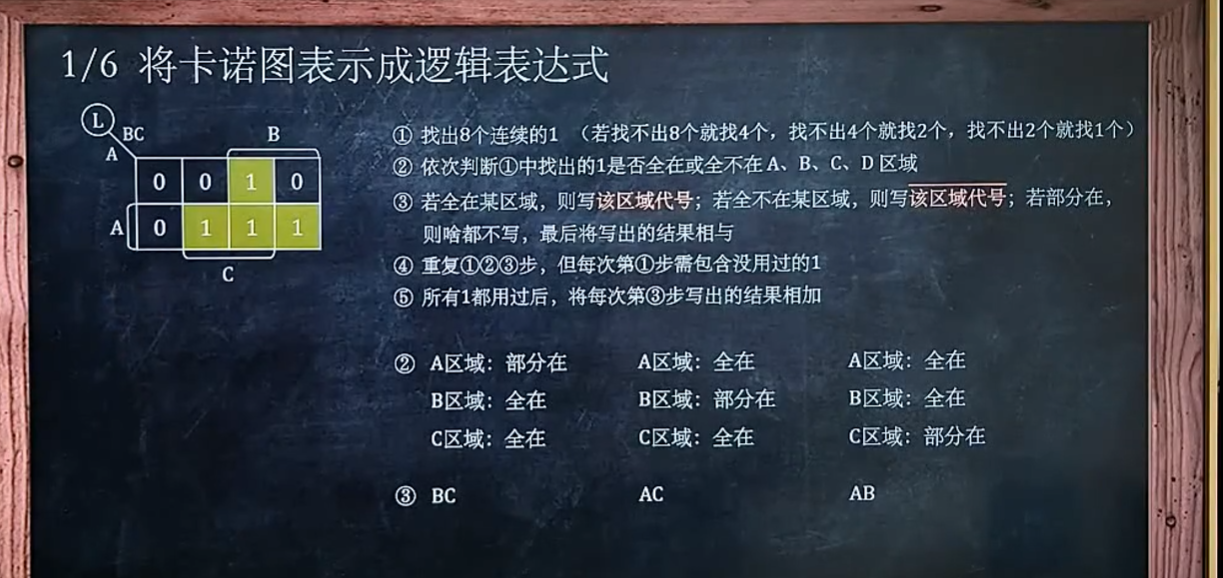 1/6 将卡诺图表示成逻辑表达式
L
BC
B
A
0 0 1 0
A 0 1 1 1
C
① 找出8个连续的1 （若找不出8个就找4个，找不出4个就找2个，找不出2个就找1个）
② 依次判断①中找出的1是否全在或全不在 A、B、C、D 区域
③ 若全在某区域，则写该区域代号；若全不在某区域，则写该区域代号；若部分在，
则啥都不写，最后将写出的结果相与
④ 重复①②③步，但每次第①步需包含没用过的1
⑤ 所有1都用过后，将每次第③步写出的结果相加
② A区域：部分在 A区域：全在 A区域：全在
B区域：全在 B区域：部分在 B区域：全在
C区域：全在 C区域：全在 C区域：部分在
③ BC AC AB